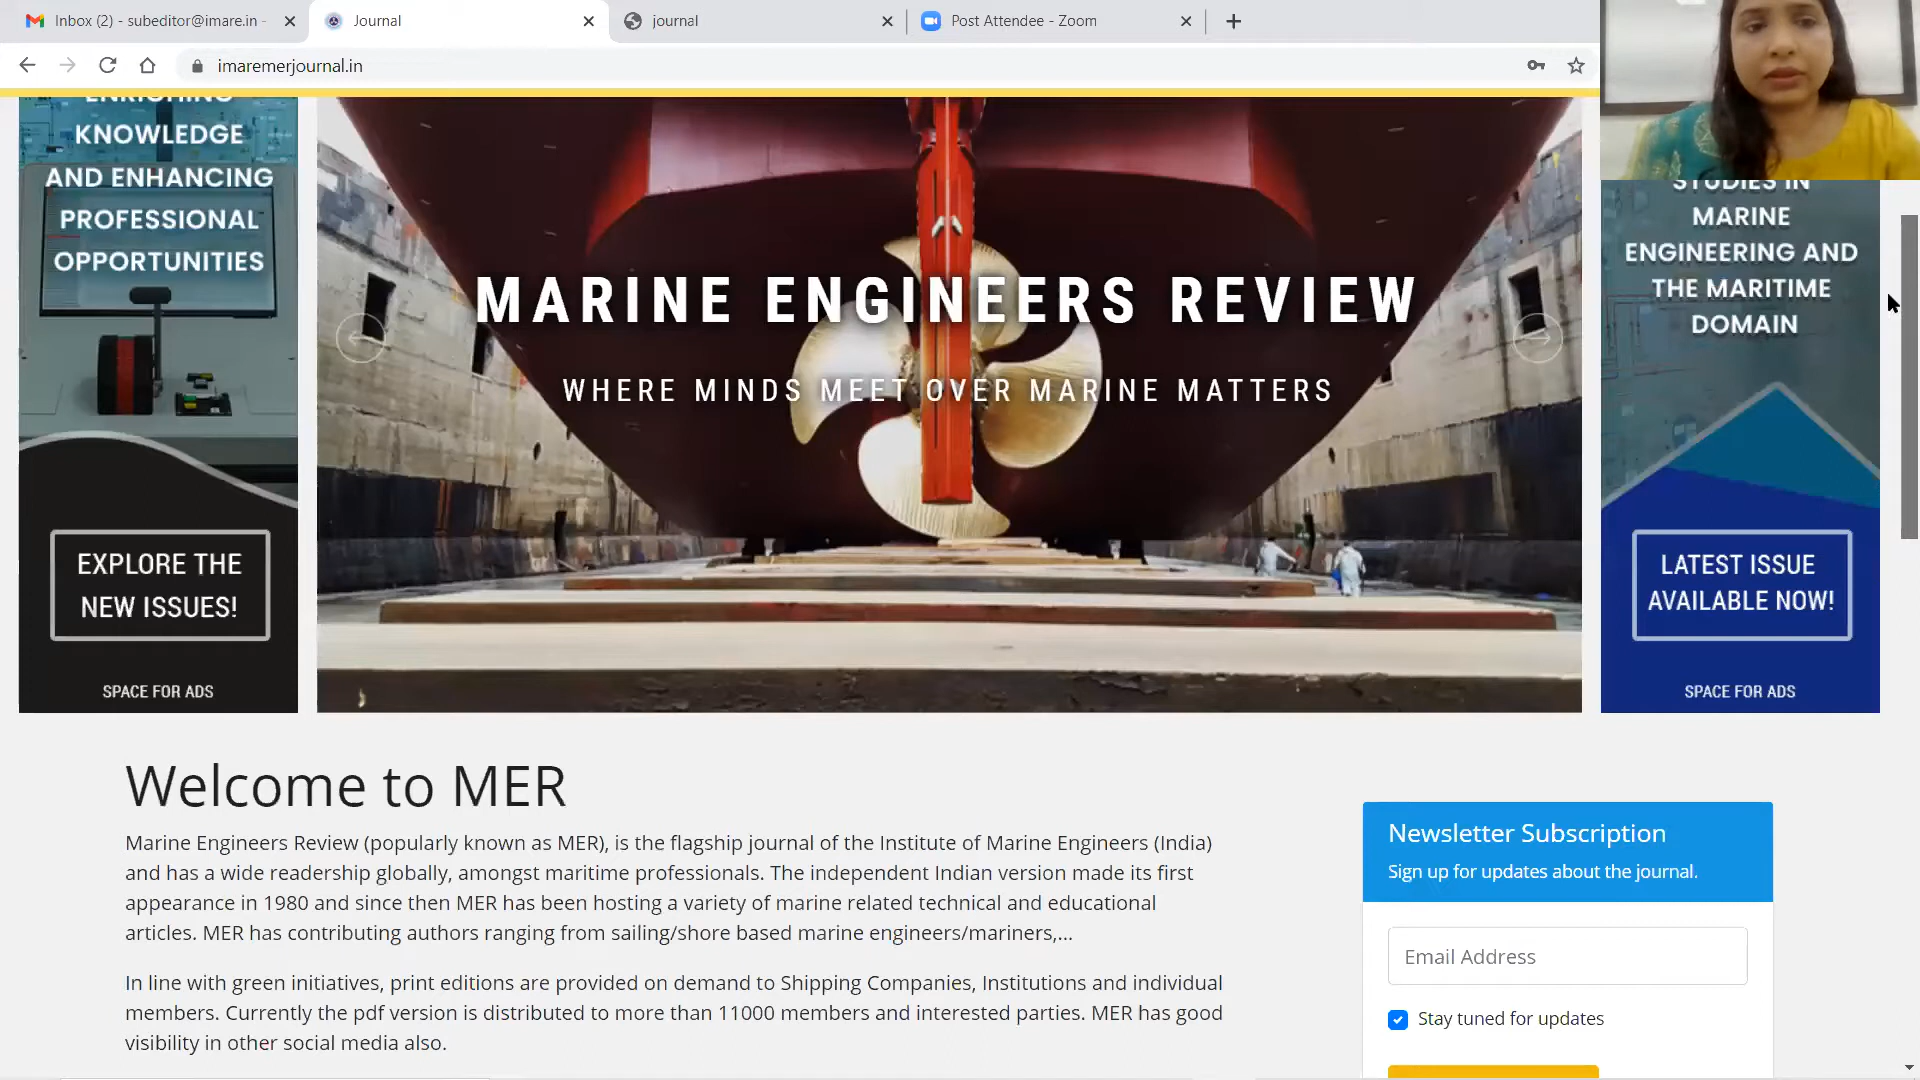 Inbox (2) - subeditor@imare.in -
Journal
journal
Post Attendee - Zoom
imaremerjournal.in
ENRICHING
KNOWLEDGE
AND ENHANCING
PROFESSIONAL
OPPORTUNITIES
EXPLORE THE
NEW ISSUES!
SPACE FOR ADS
MARINE ENGINEERS REVIEW
WHERE MINDS MEET OVER MARINE MATTERS
STUDIES IN
MARINE
ENGINEERING AND
THE MARITIME
DOMAIN
LATEST ISSUE
AVAILABLE NOW!
SPACE FOR ADS
Welcome to MER
Marine Engineers Review (popularly known as MER), is the flagship journal of the Institute of Marine Engineers (India)
and has a wide readership globally, amongst maritime professionals. The independent Indian version made its first
appearance in 1980 and since then MER has been hosting a variety of marine related technical and educational
articles. MER has contributing authors ranging from sailing/shore based marine engineers/mariners,...
In line with green initiatives, print editions are provided on demand to Shipping Companies, Institutions and individual
members. Currently the pdf version is distributed to more than 11000 members and interested parties. MER has good
visibility in other social media also.
Newsletter Subscription
Sign up for updates about the journal.
Email Address
Stay tuned for updates